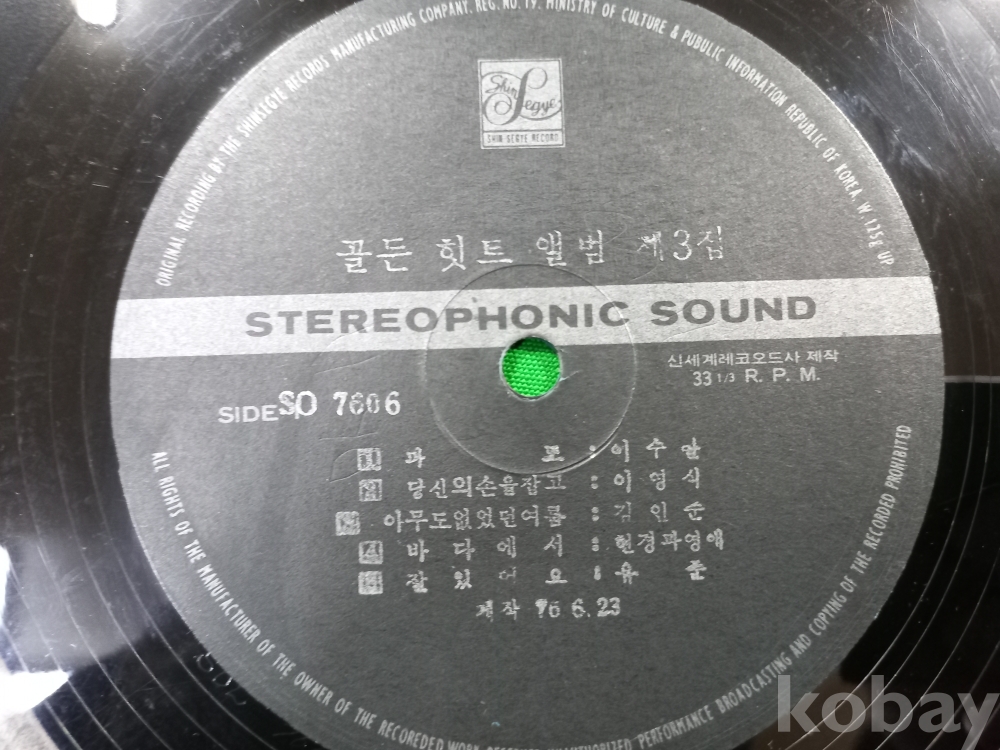 ORIGINAL RECORDING BY THE SHINSEGYE RECORDS MANUFACTURING COMPANY. REG. NO. 19. MINISTRY OF CULTURE & PUBULIC INFORMATION REPUBLIC OF KOREA. W. 125E UP
Shin Segye
SHIN SEGYE RECORD
골든 힛트 앨범 제3집
STEREOPHONIC SOUND
신세계레코오드사 제작
33 1/3 R. P. M.
SIDE SO 7606
1 파 도 : 이 수 만
2 당신의손을잡고 : 이 영 식
3 아무도없었던여름 : 김 인 순
4 바 다 에 서 : 현경과영애
5 잘 있 어 요 : 유 준
제작 76 6. 23
ALL RIGHTS OF THE MANUFACTURER OF THE OWNER OF THE RECOREDED WORK UNAUTHORIZED PERFORMANCE BROADCASTING AND COPYING OF THE RECORDED PROHIBITED
kobay